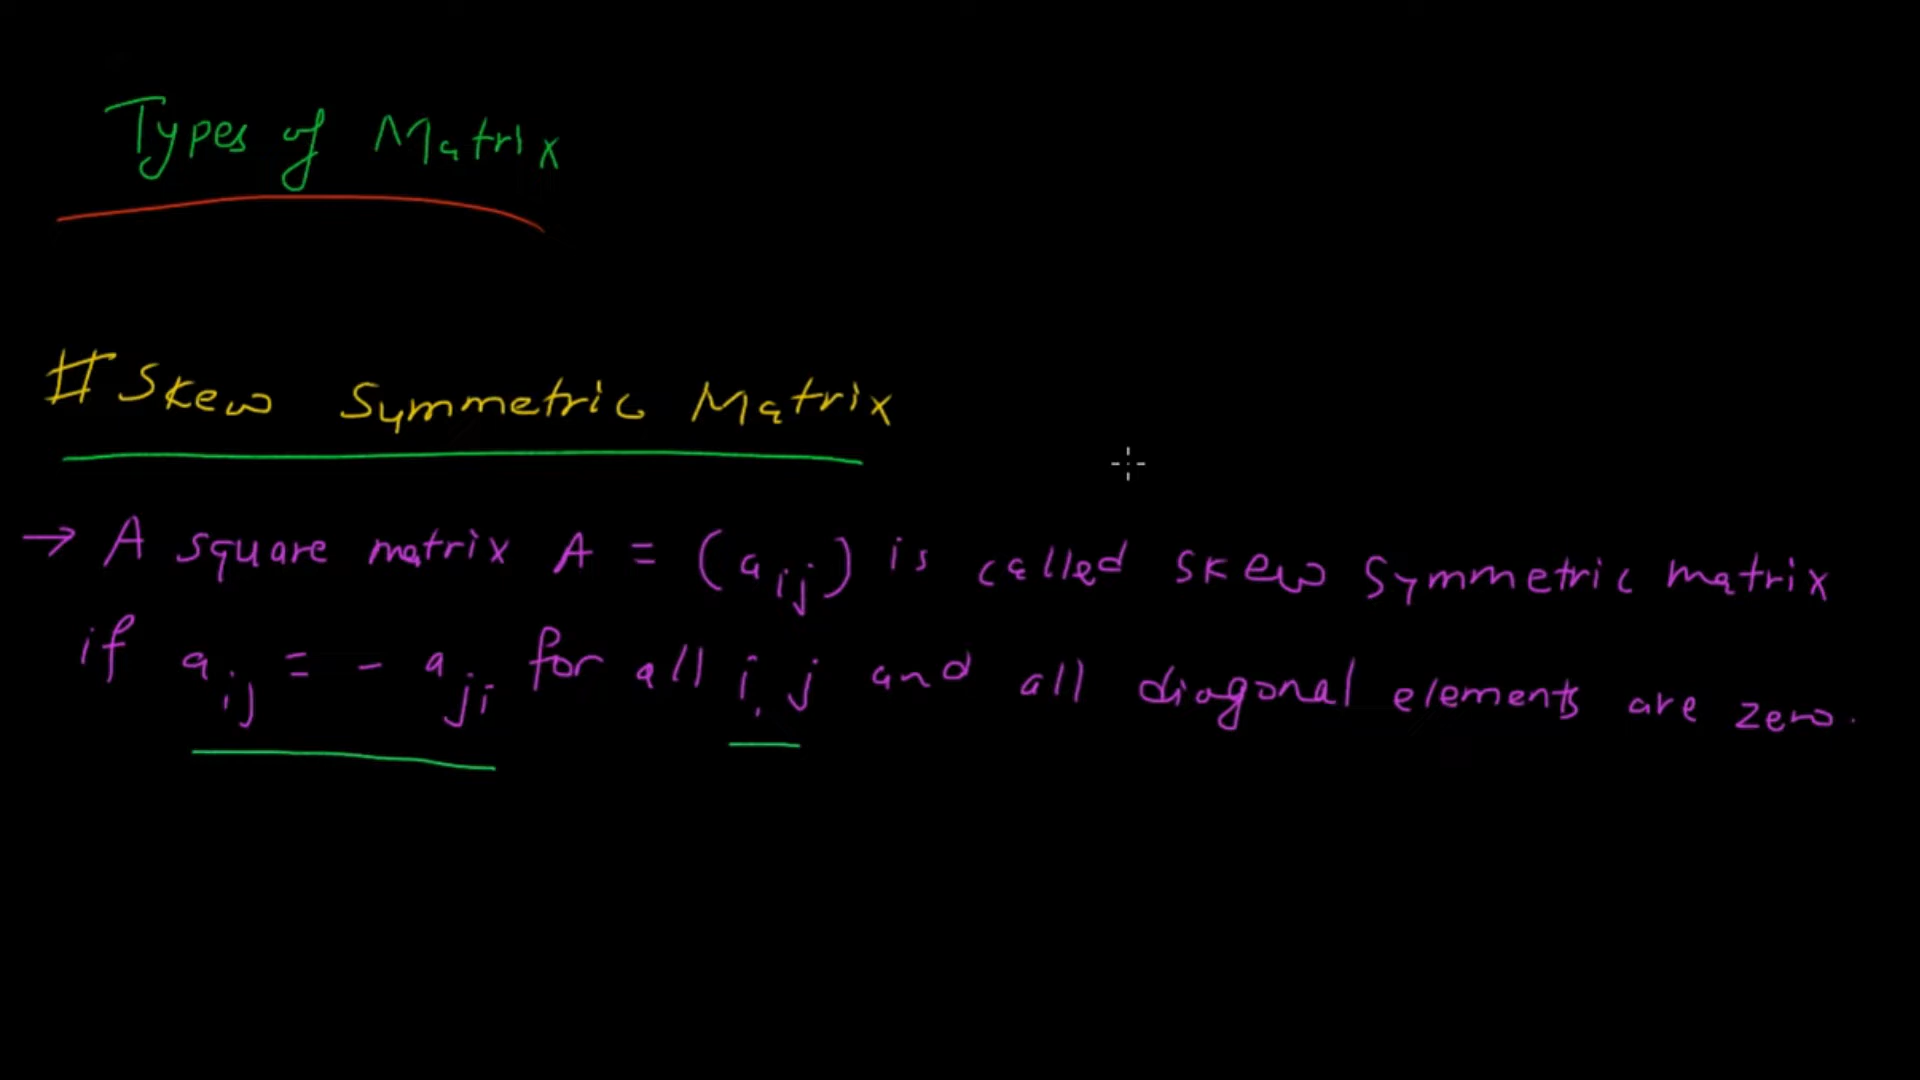 Types of Matrix
# Skew Symmetric Matrix
→ A square matrix A = (aij) is called skew symmetric matrix
if aij = - aji for all i, j and all diagonal elements are zero.